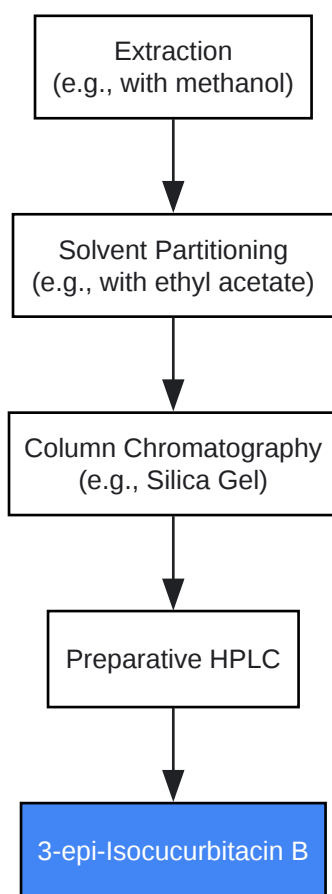 Extraction
(e.g., with methanol)
Solvent Partitioning
(e.g., with ethyl acetate)
Column Chromatography
(e.g., Silica Gel)
Preparative HPLC
3-epi-Isocucurbitacin B